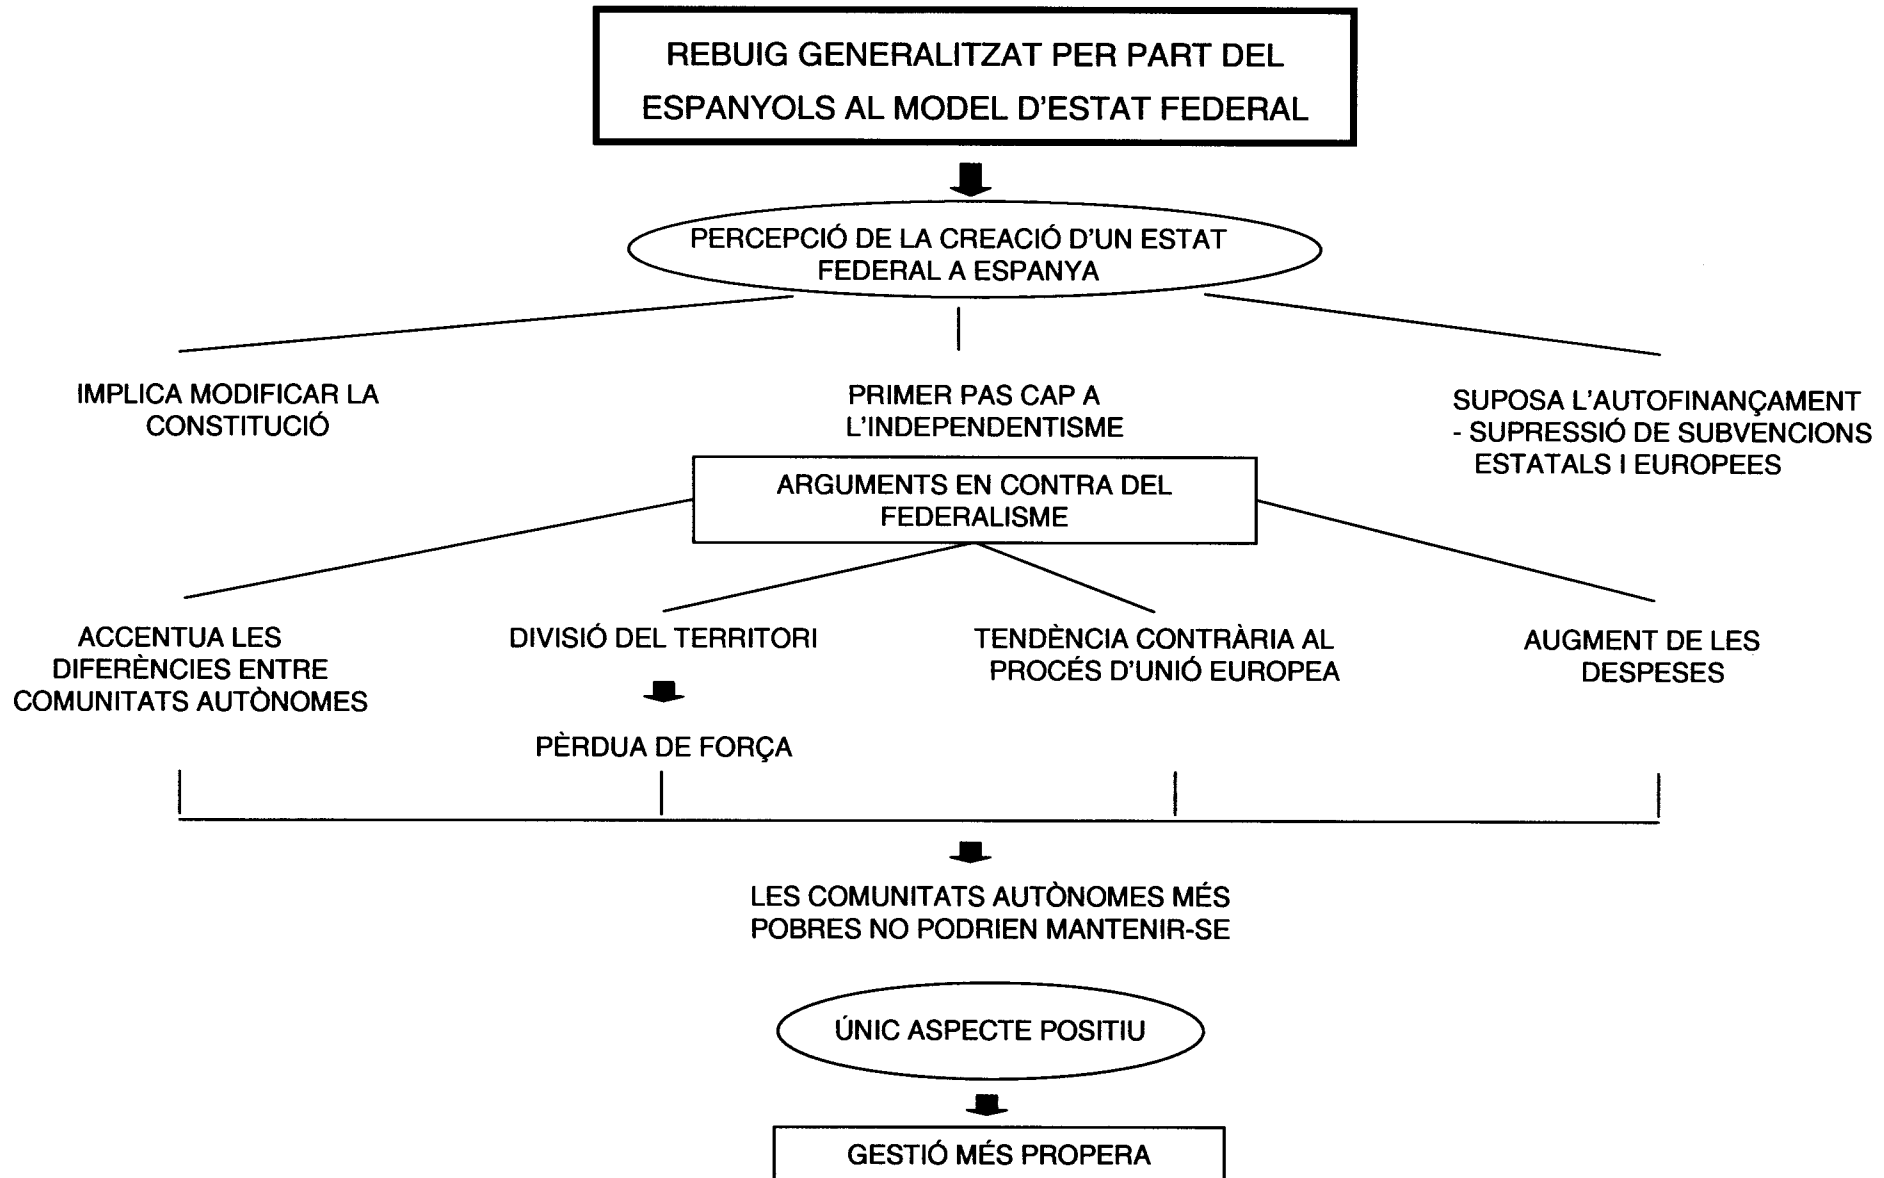 REBUIG GENERALITZAT PER PART DEL
ESPANYOLS AL MODEL D'ESTAT FEDERAL
PERCEPCIÓ DE LA CREACIÓ D'UN ESTAT
FEDERAL A ESPANYA
IMPLICA MODIFICAR LA
CONSTITUCIÓ
PRIMER PAS CAP A
L'INDEPENDENTISME
SUPOSA L'AUTOFINANÇAMENT
- SUPRESSIÓ DE SUBVENCIONS
ESTATALS I EUROPEES
ARGUMENTS EN CONTRA DEL
FEDERALISME
ACCENTUA LES
DIFERÈNCIES ENTRE
COMUNITATS AUTÒNOMES
DIVISIÓ DEL TERRITORI
PÈRDUA DE FORÇA
TENDÈNCIA CONTRÀRIA AL
PROCÉS D'UNIÓ EUROPEA
AUGMENT DE LES
DESPESES
LES COMUNITATS AUTÒNOMES MÉS
POBRES NO PODRIEN MANTENIR-SE
ÚNIC ASPECTE POSITIU
GESTIÓ MÉS PROPERA